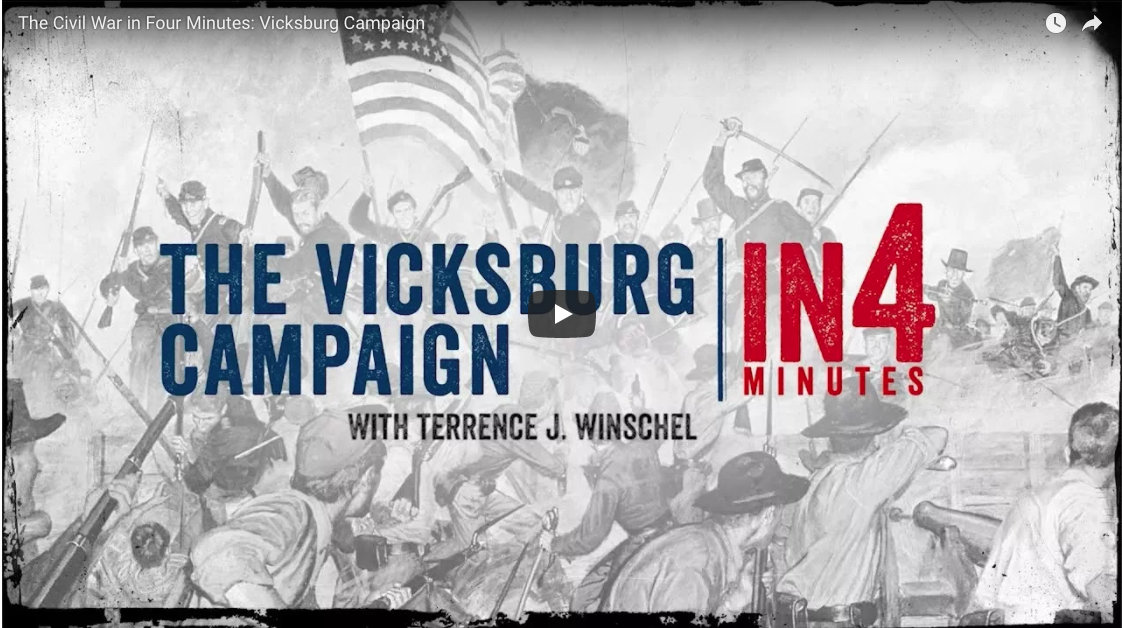 The Civil War in Four Minutes: Vicksburg Campaign
THE VICKSBURG
CAMPAIGN
IN4
MINUTES
WITH TERRENCE J. WINSCHEL